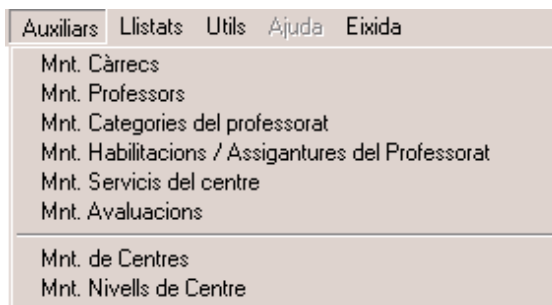 Auxiliars Llistats Utils Ajuda Eixida
Mnt. Càrrecs
Mnt. Professors
Mnt. Categories del professorat
Mnt. Habilitacions / Assigantures del Professorat
Mnt. Servicis del centre
Mnt. Avaluacions
Mnt. de Centres
Mnt. Nivells de Centre